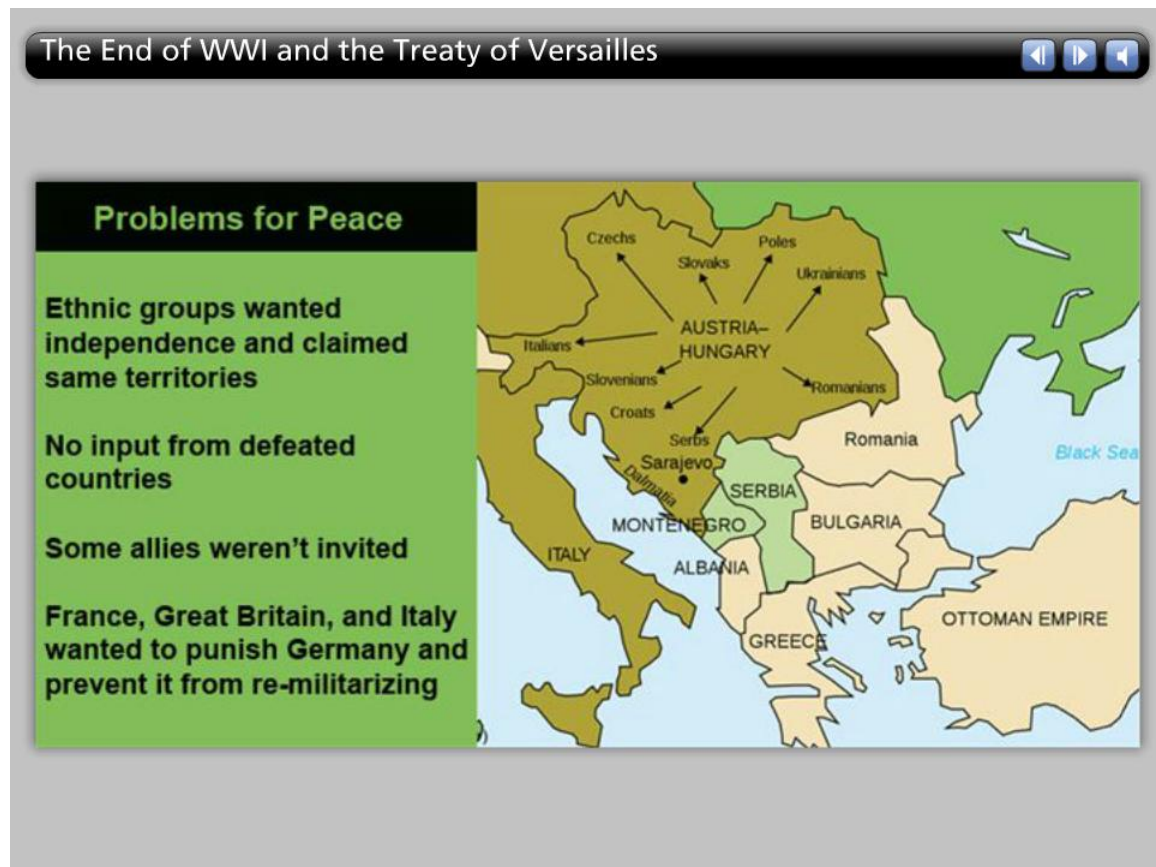 The End of WWI and the Treaty of Versailles
Problems for Peace
Ethnic groups wanted
independence and claimed
same territories
No input from defeated
countries
Some allies weren't invited
France, Great Britain, and Italy
wanted to punish Germany and
prevent it from re-militarizing
Czechs
Poles
Slovaks
Ukrainians
AUSTRIA–
HUNGARY
Italians
Slovenians
Romanians
Croats
Serbs
Romania
Black Sea
Sarajevo
Dalmatia
SERBIA
MONTENEGRO
BULGARIA
ITALY
ALBANIA
OTTOMAN EMPIRE
GREECE